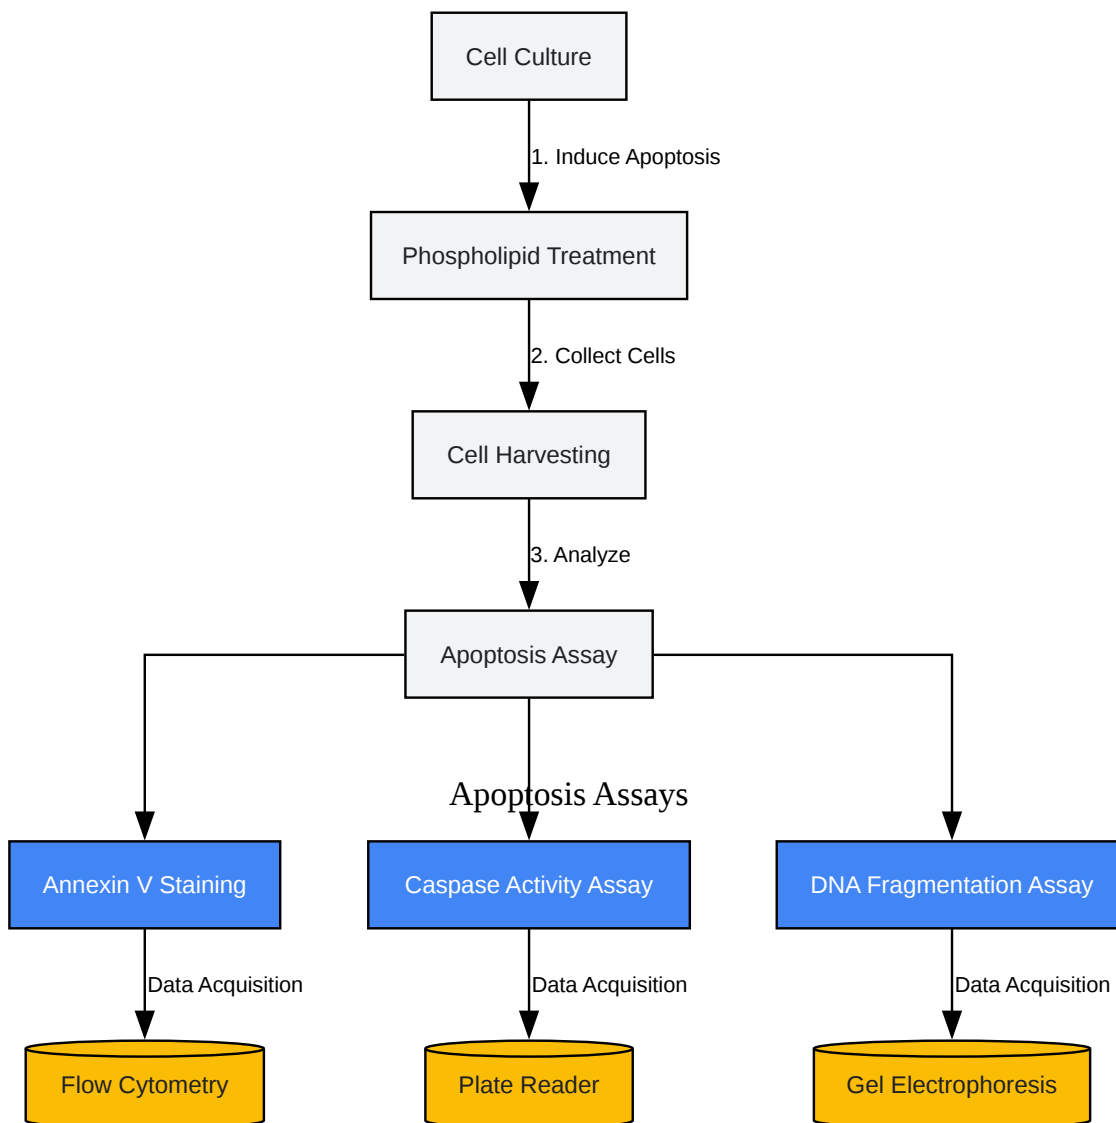 Cell Culture
1. Induce Apoptosis
Phospholipid Treatment
2. Collect Cells
Cell Harvesting
3. Analyze
Apoptosis Assay
Apoptosis Assays
Annexin V Staining
Caspase Activity Assay
DNA Fragmentation Assay
Data Acquisition
Data Acquisition
Data Acquisition
Flow Cytometry
Plate Reader
Gel Electrophoresis